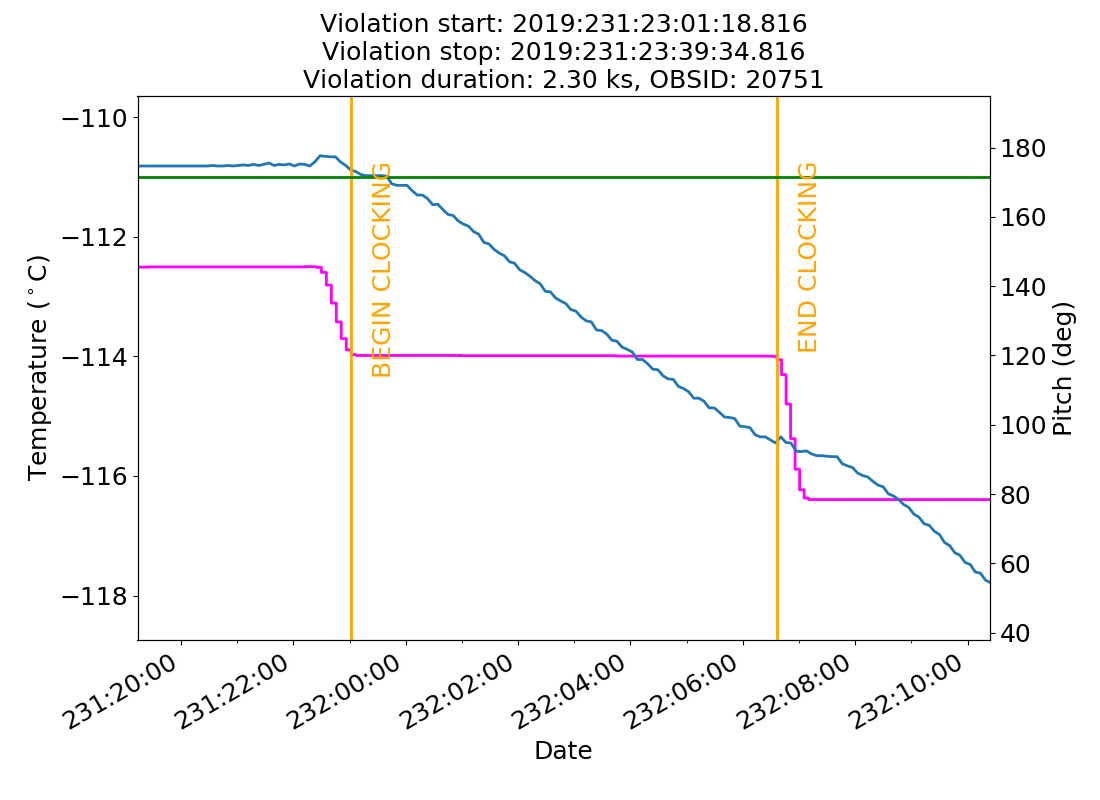 Violation start: 2019:231:23:01:18.816
Violation stop: 2019:231:23:39:34.816
Violation duration: 2.30 ks, OBSID: 20751
−110
−112
−114
−116
−118
Temperature (°C)
BEGIN CLOCKING
END CLOCKING
180
160
140
120
100
80
60
40
Pitch (deg)
231:20:00
231:22:00
232:00:00
232:02:00
232:04:00
232:06:00
232:08:00
232:10:00
Date